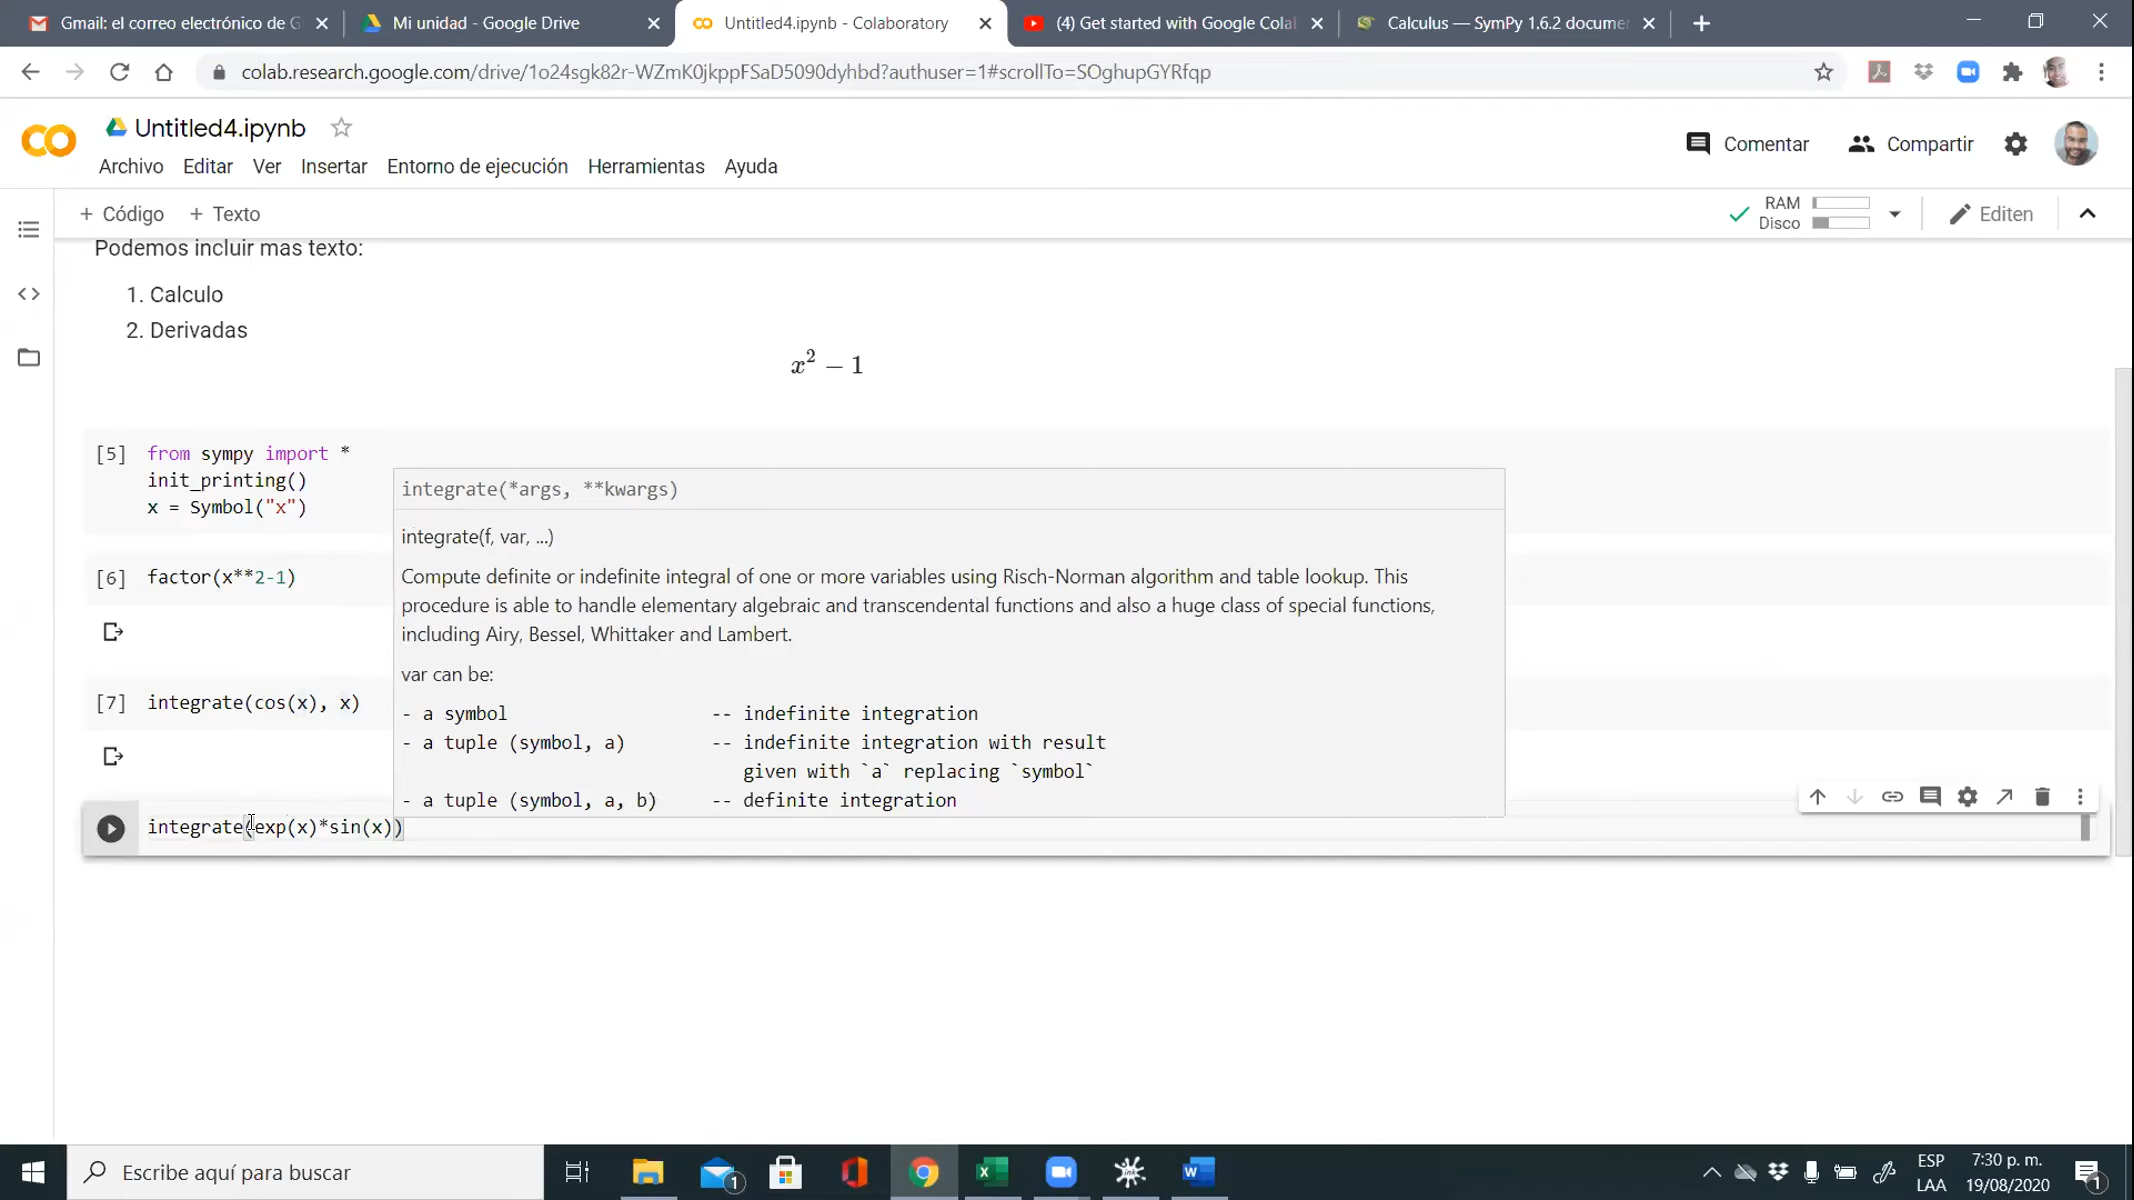 Gmail: el correo electrónico de G
Mi unidad - Google Drive
Untitled4.ipynb - Colaboratory
(4) Get started with Google Colal
Calculus — SymPy 1.6.2 documen
colab.research.google.com/drive/1o24sgk82r-WZmK0jkppFSaD5090dyhbd?authuser=1#scrollTo=SOghupGYRfqp
Untitled4.ipynb
Archivo Editar Ver Insertar Entorno de ejecución Herramientas Ayuda
Comentar
Compartir
+ Código + Texto
RAM
Disco
Editen
Podemos incluir mas texto:
1. Calculo
2. Derivadas
x² − 1
[5] from sympy import *
init_printing()
x = Symbol("x")
integrate(*args, **kwargs)
integrate(f, var, ...)
Compute definite or indefinite integral of one or more variables using Risch-Norman algorithm and table lookup. This
procedure is able to handle elementary algebraic and transcendental functions and also a huge class of special functions,
including Airy, Bessel, Whittaker and Lambert.
var can be:
- a symbol -- indefinite integration
- a tuple (symbol, a) -- indefinite integration with result
given with `a` replacing `symbol`
- a tuple (symbol, a, b) -- definite integration
[6] factor(x**2-1)
[7] integrate(cos(x), x)
integrate(exp(x)*sin(x))
Escribe aquí para buscar
1
ESP
LAA
7:30 p. m.
19/08/2020
1